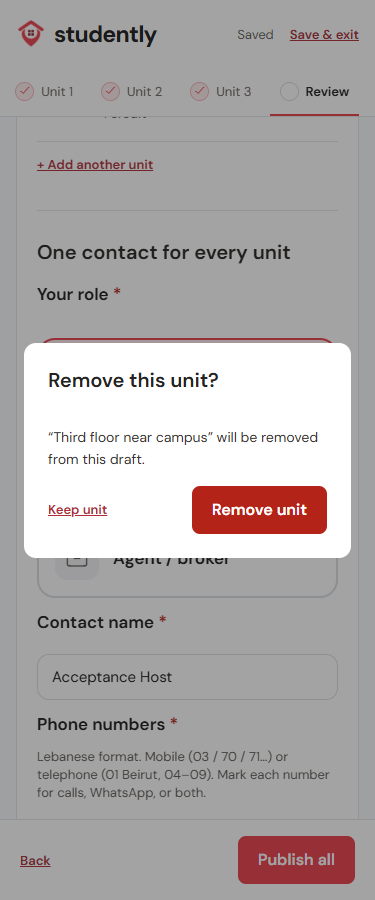 studently
Saved
Save & exit
Unit 1
Unit 2
Unit 3
Review
+ Add another unit
One contact for every unit
Your role *
Remove this unit?
“Third floor near campus” will be removed
from this draft.
Keep unit
Remove unit
Agent / broker
Contact name *
Acceptance Host
Phone numbers *
Lebanese format. Mobile (03 / 70 / 71…) or
telephone (01 Beirut, 04–09). Mark each number
for calls, WhatsApp, or both.
Back
Publish all